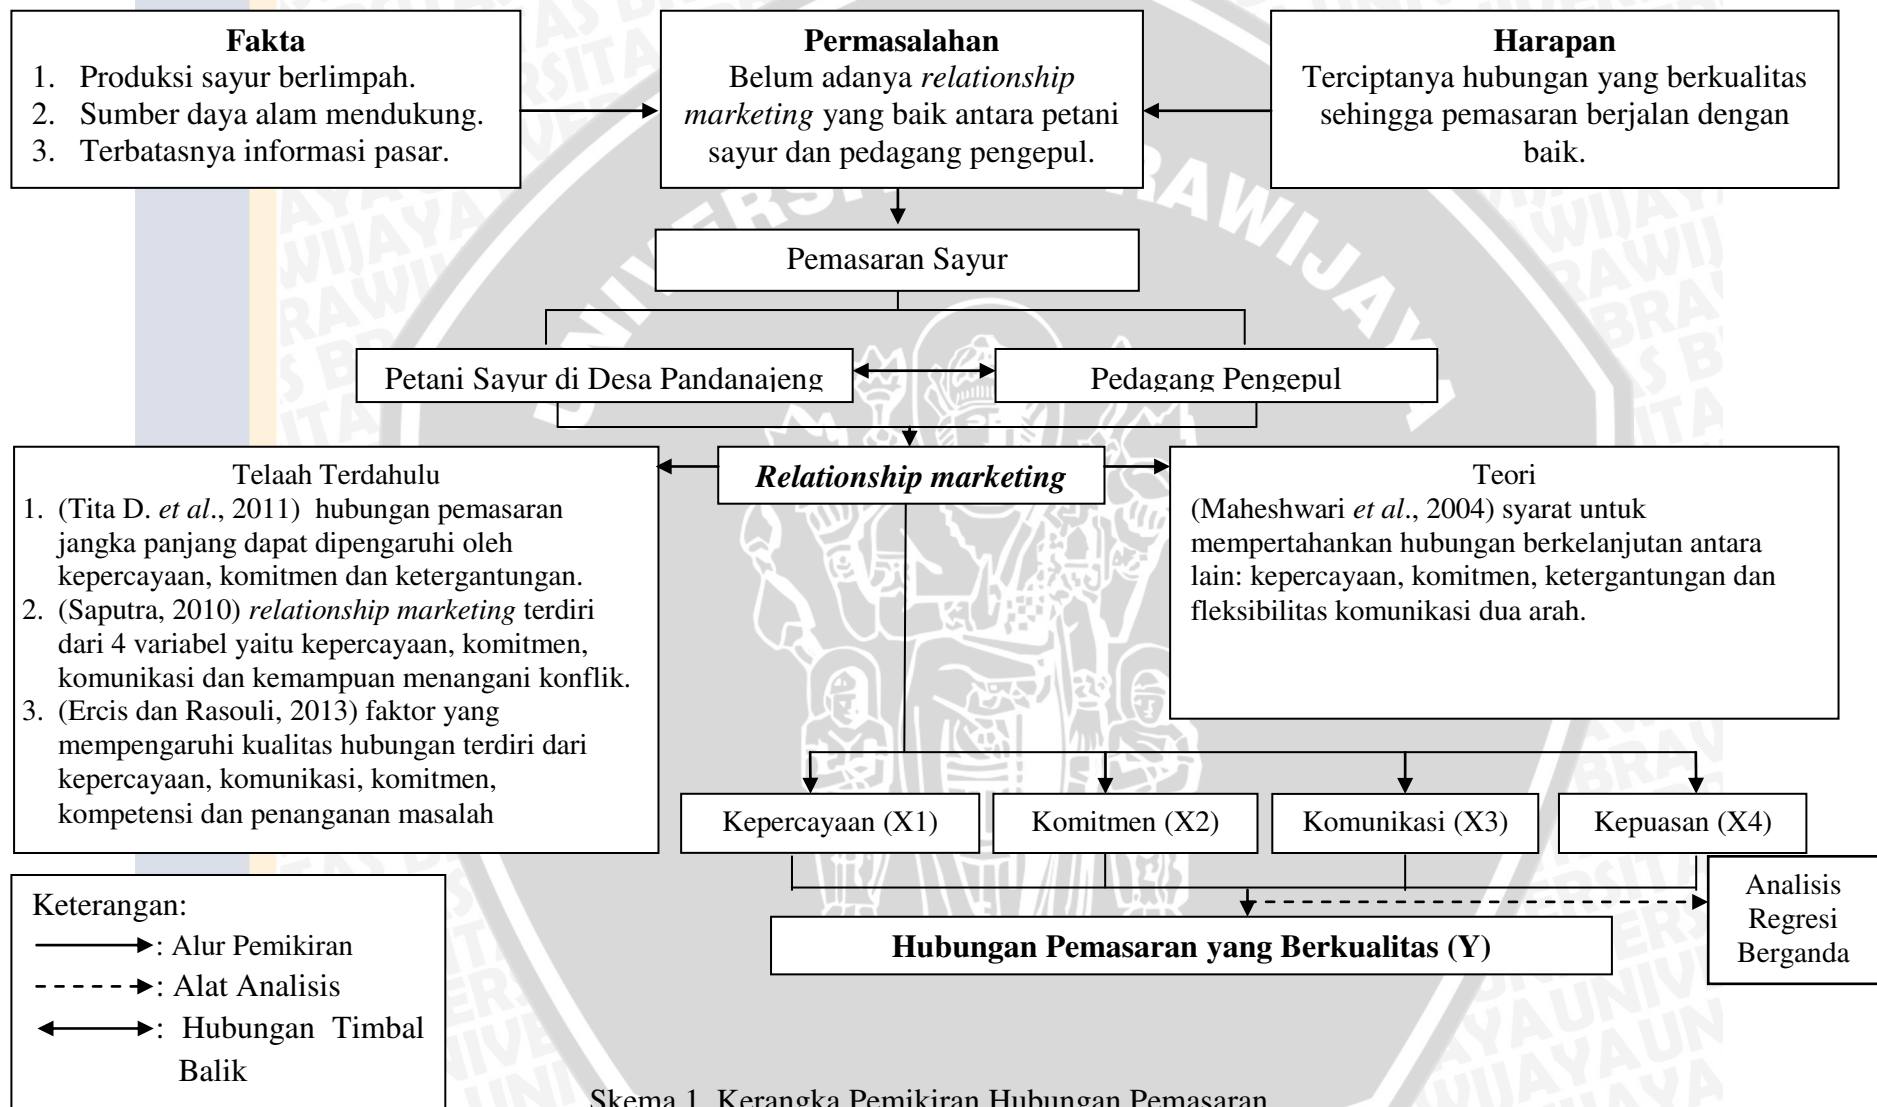 Fakta
1. Produksi sayur berlimpah.
2. Sumber daya alam mendukung.
3. Terbatasnya informasi pasar.
Permasalahan
Belum adanya relationship
marketing yang baik antara petani
sayur dan pedagang pengepul.
Harapan
Terciptanya hubungan yang berkualitas
sehingga pemasaran berjalan dengan
baik.
Pemasaran Sayur
Petani Sayur di Desa Pandanajeng
Pedagang Pengepul
Relationship marketing
Telaah Terdahulu
1. (Tita D. et al., 2011) hubungan pemasaran
jangka panjang dapat dipengaruhi oleh
kepercayaan, komitmen dan ketergantungan.
2. (Saputra, 2010) relationship marketing terdiri
dari 4 variabel yaitu kepercayaan, komitmen,
komunikasi dan kemampuan menangani konflik.
3. (Ercis dan Rasouli, 2013) faktor yang
mempengaruhi kualitas hubungan terdiri dari
kepercayaan, komunikasi, komitmen,
kompetensi dan penanganan masalah
Teori
(Maheshwari et al., 2004) syarat untuk
mempertahankan hubungan berkelanjutan antara
lain: kepercayaan, komitmen, ketergantungan dan
fleksibilitas komunikasi dua arah.
Kepercayaan (X1)
Komitmen (X2)
Komunikasi (X3)
Kepuasan (X4)
Analisis
Regresi
Berganda
Hubungan Pemasaran yang Berkualitas (Y)
Keterangan:
: Alur Pemikiran
: Alat Analisis
: Hubungan Timbal
Balik
Skema 1. Kerangka Pemikiran Hubungan Pemasaran